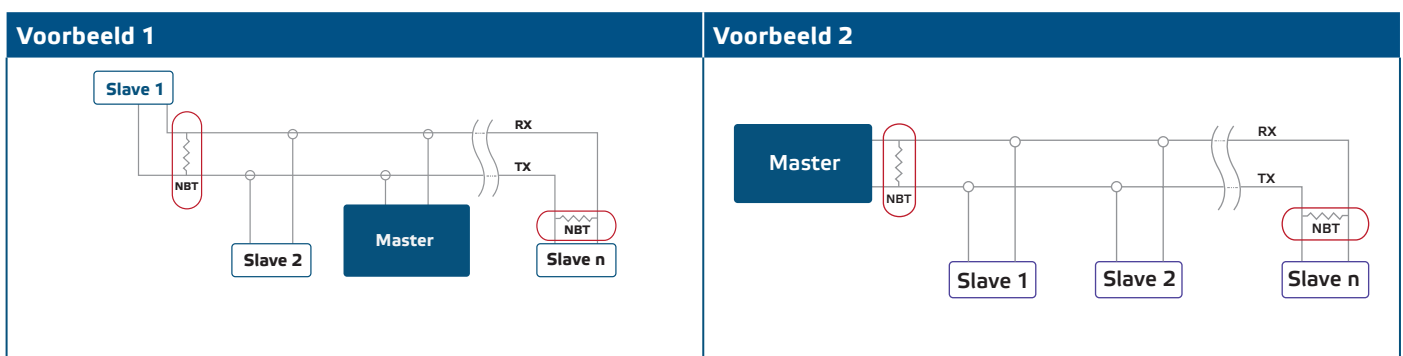 Voorbeeld 1
Slave 1
RX
TX
NBT
Master
NBT
Slave 2
Slave n
Voorbeeld 2
RX
Master
TX
NBT
NBT
Slave 1
Slave 2
Slave n